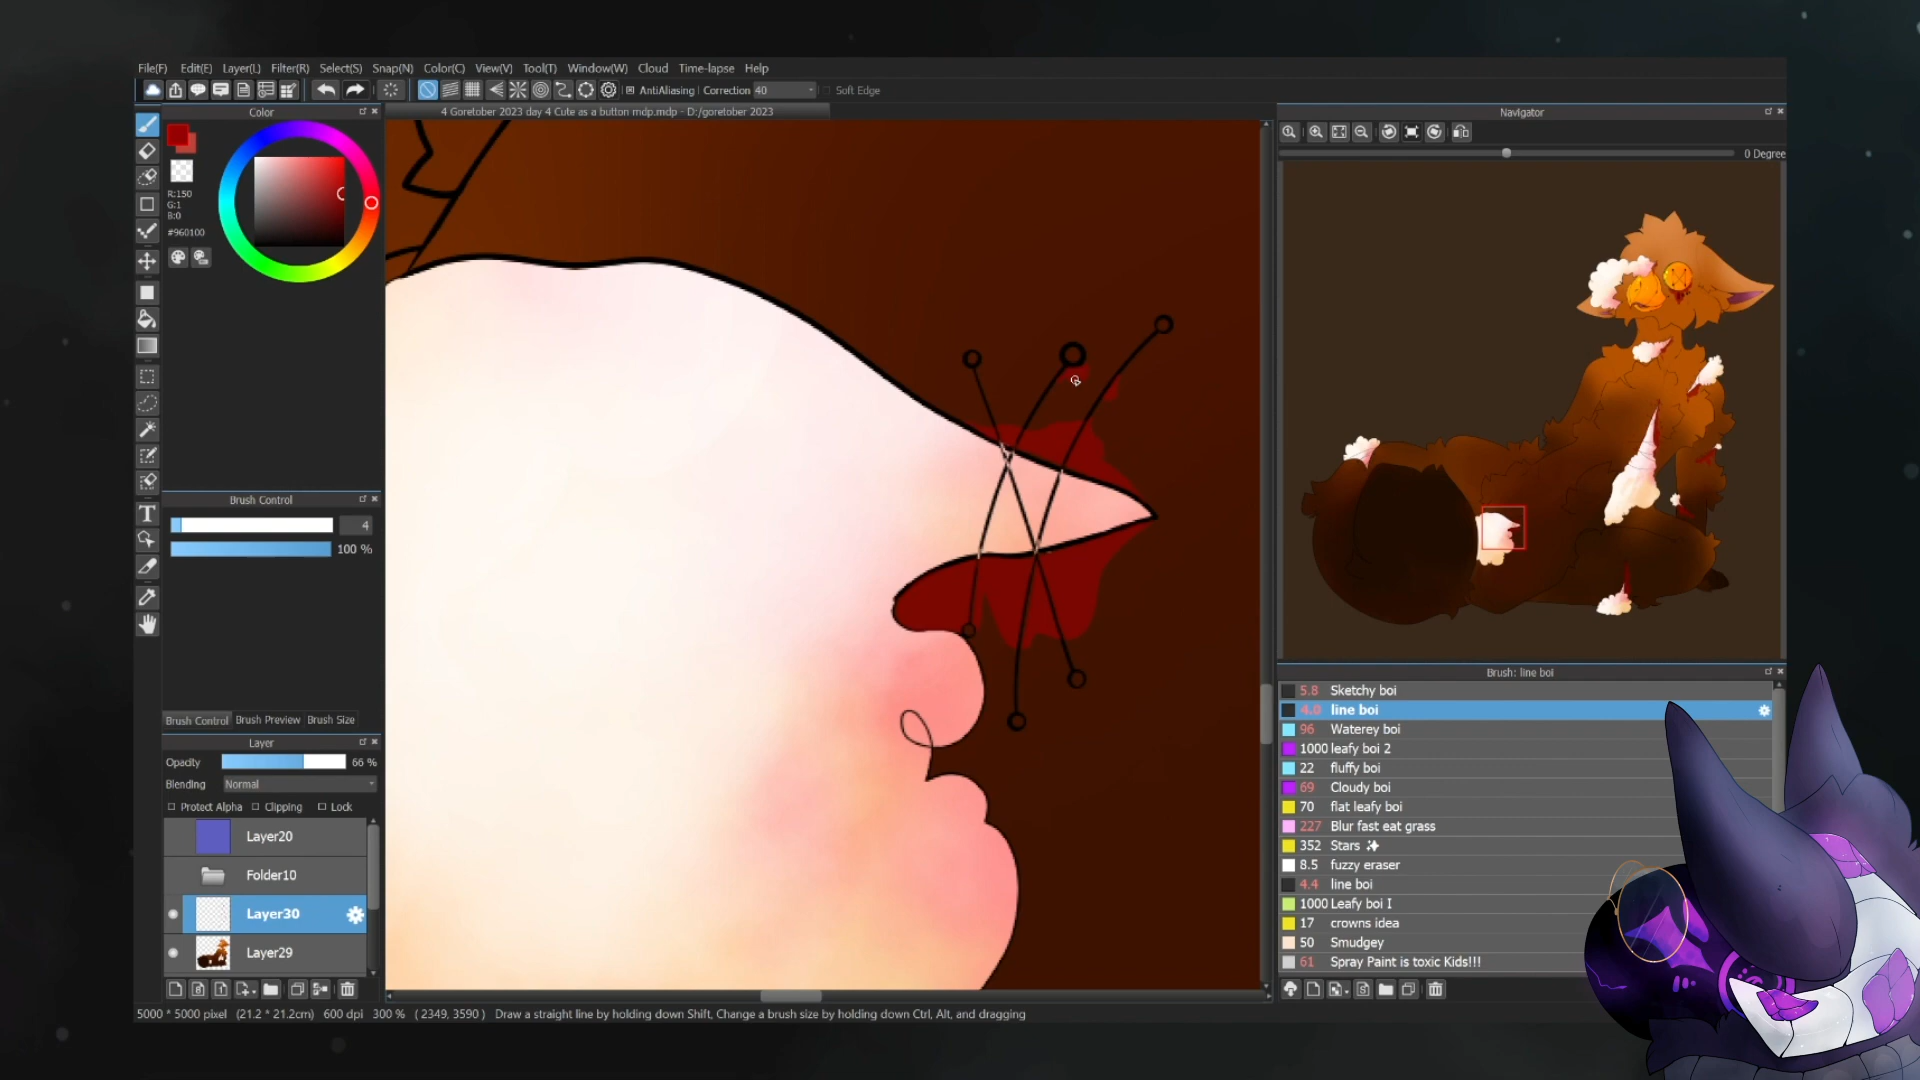 File(F) Edit(E) Layer(L) Filter(R) Select(S) Snap(N) Color(C) View(V) Tool(T) Window(W) Cloud Time-lapse Help
AntiAliasing Correction 40 Soft Edge
Color
4 Goretober 2023 day 4 Cute as a button mdp.mdp - D:/goretober 2023
Navigator
0 Degree
R:150
G:1
B:0
#960100
Brush Control
4
100 %
Brush Control Brush Preview Brush Size
Layer
Opacity 66 %
Blending Normal
Protect Alpha Clipping Lock
Layer20
Folder10
Layer30
Layer29
Brush: line boi
5.8 Sketchy boi
4.0 line boi
96 Waterey boi
1000 leafy boi 2
22 fluffy boi
69 Cloudy boi
70 flat leafy boi
227 Blur fast eat grass
352 Stars ✨
8.5 fuzzy eraser
4.4 line boi
1000 Leafy boi I
17 crowns idea
50 Smudgey
61 Spray Paint is toxic Kids!!!
5000 * 5000 pixel (21.2 * 21.2cm) 600 dpi 300 % ( 2349, 3590 ) Draw a straight line by holding down Shift, Change a brush size by holding down Ctrl, Alt, and dragging